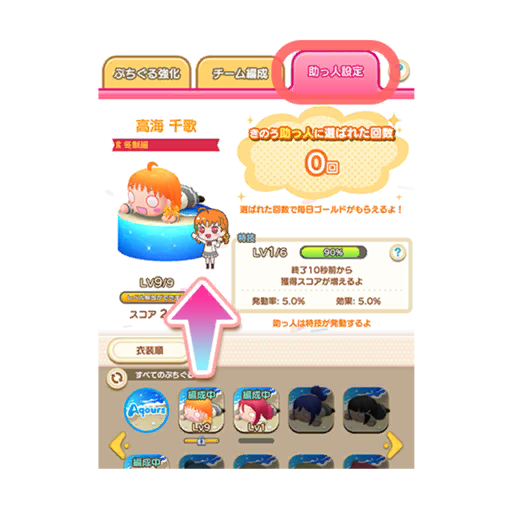 ぷちぐる強化
チーム編成
助っ人設定
?
高海 千歌
きのう助っ人に選ばれた回数
0回
選ばれた回数で毎日ゴールドがもらえるよ！
特技
LV1/6
90%
?
終了10秒前から
獲得スコアが増えるよ
発動率: 5.0%
効果: 5.0%
助っ人は特技が発動するよ
LV9/9
スコア 2
衣装順
すべてのぷちぐる
Aqours
編成中
Lv9
編成中
Lv1
編成中